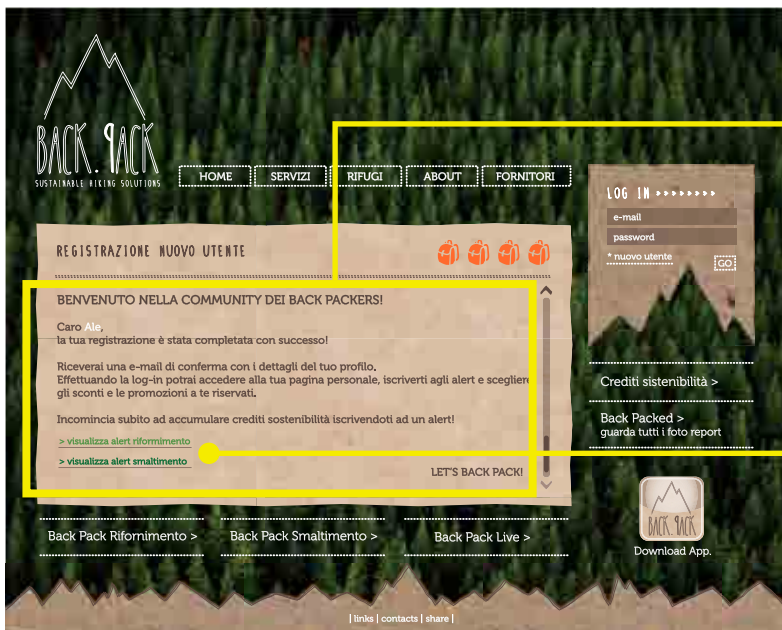 BACK.PACK
SUSTAINABLE HIKING SOLUTIONS
HOME
SERVIZI
RIFUGI
ABOUT
FORNITORI
LOG IN
e-mail
password
* nuovo utente
GO
REGISTRAZIONE NUOVO UTENTE
BENVENUTO NELLA COMMUNITY DEI BACK PACKERS!
Caro Ale,
la tua registrazione è stata completata con successo!
Riceverai una e-mail di conferma con i dettagli del tuo profilo.
Effettuando la log-in potrai accedere alla tua pagina personale, iscriverti agli alert e scegliere
gli sconti e le promozioni a te riservati.
Incomincia subito ad accumulare crediti sostenibilità iscrivendoti ad un alert!
> visualizza alert rifornimento
> visualizza alert smaltimento
LET'S BACK PACK!
Crediti sistenibilità >
Back Packed >
guarda tutti i foto report
Back Pack Rifornimento >
Back Pack Smaltimento >
Back Pack Live >
BACK.PACK
Download App.
| links | contacts | share |